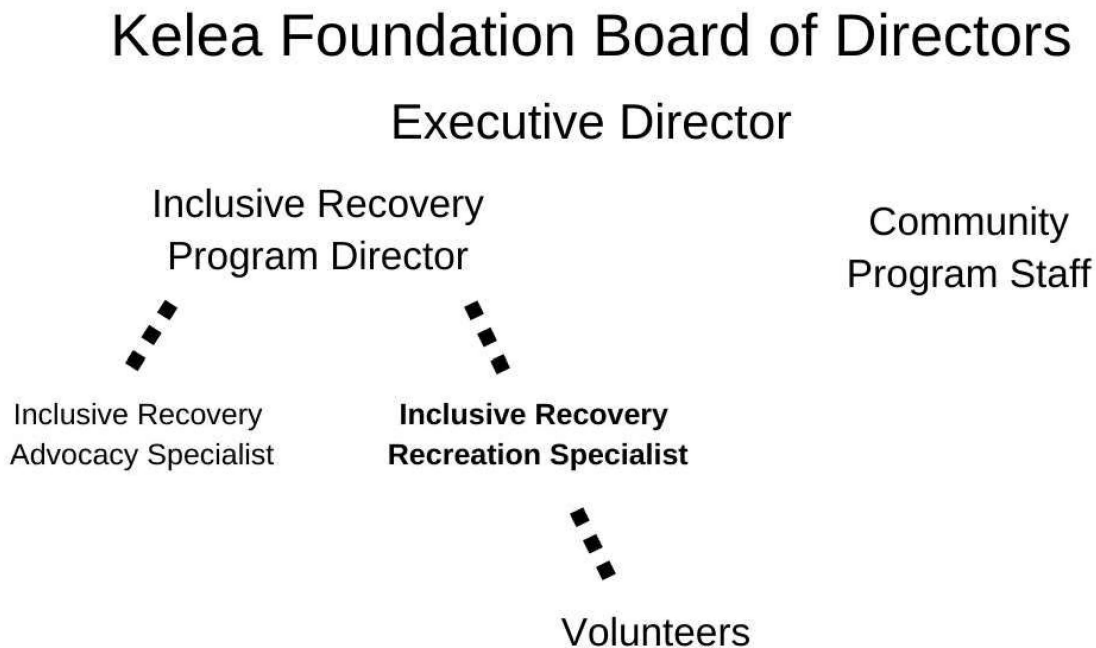 Kelea Foundation Board of Directors
Executive Director
Inclusive Recovery
Program Director
Community
Program Staff
Inclusive Recovery
Advocacy Specialist
Inclusive Recovery
Recreation Specialist
Volunteers